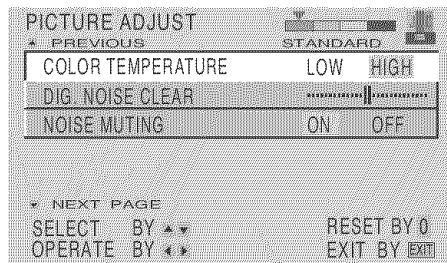 PICTURE ADJUST
PREVIOUS STANDARD
COLOR TEMPERATURE LOW HIGH
DIG. NOISE CLEAR
NOISE MUTING ON OFF
NEXT PAGE
SELECT BY ▲▼ RESET BY 0
OPERATE BY ◀▶ EXIT BY EXIT